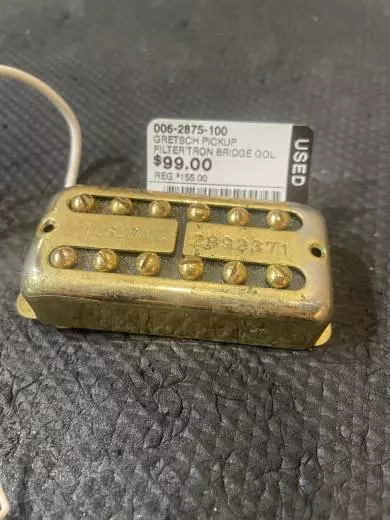 006-2875-100
GRETSCH PICKUP
FILTERTRON BRIDGE GOL
$99.00
REG $155.00
USED